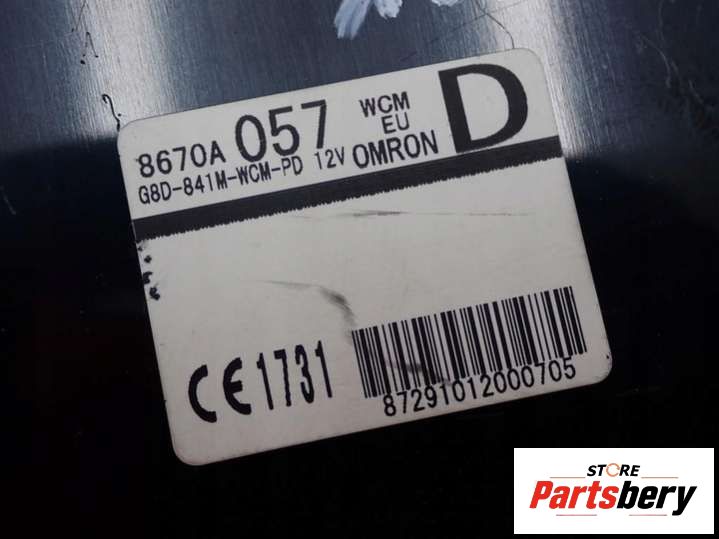 8670A 057 WCM
EU
D
G8D-841M-WCM-PD 12V OMRON
CE1731
87291012000705
STORE
Partsbery